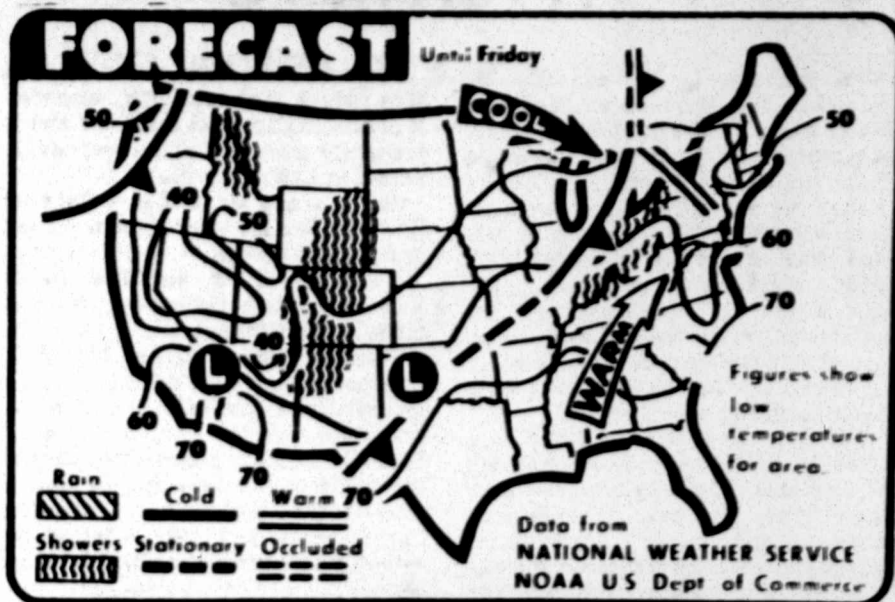 FORECAST
Until Friday
COOL
50
50
40
50
60
40
70
L
L
WARM
60
70
70
70
Figures show
low
temperatures
for area.
Rain
Cold
Warm
Showers
Stationary
Occluded
Data from
NATIONAL WEATHER SERVICE
NOAA US Dept of Commerce